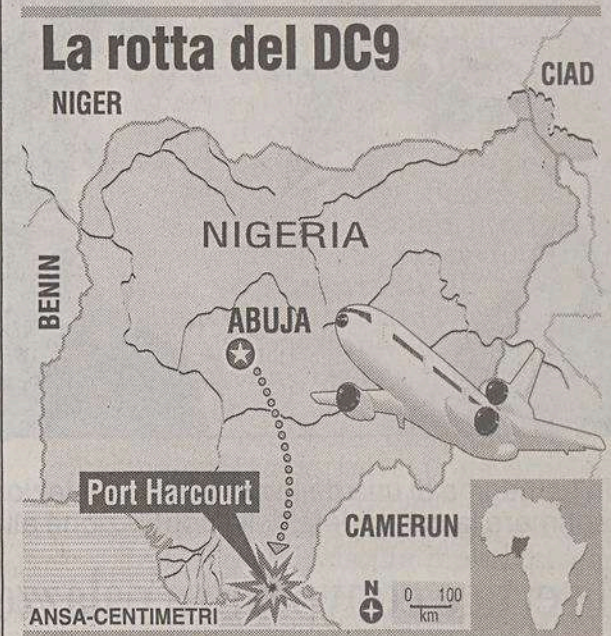 La rotta del DC9
NIGER
CIAD
NIGERIA
BENIN
ABUJA
Port Harcourt
CAMERUN
N
0 100
km
ANSA-CENTIMETRI